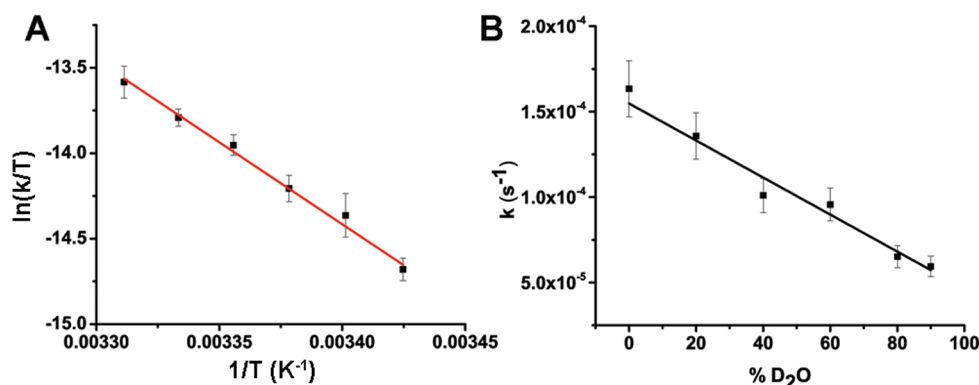 A
B
ln(k/T)
-13.5
-14.0
-14.5
-15.0
0.00330
0.00335
0.00340
0.00345
1/T (K⁻¹)
k (s⁻¹)
2.0x10⁻⁴
1.5x10⁻⁴
1.0x10⁻⁴
5.0x10⁻⁵
0
20
40
60
80
100
% D₂O